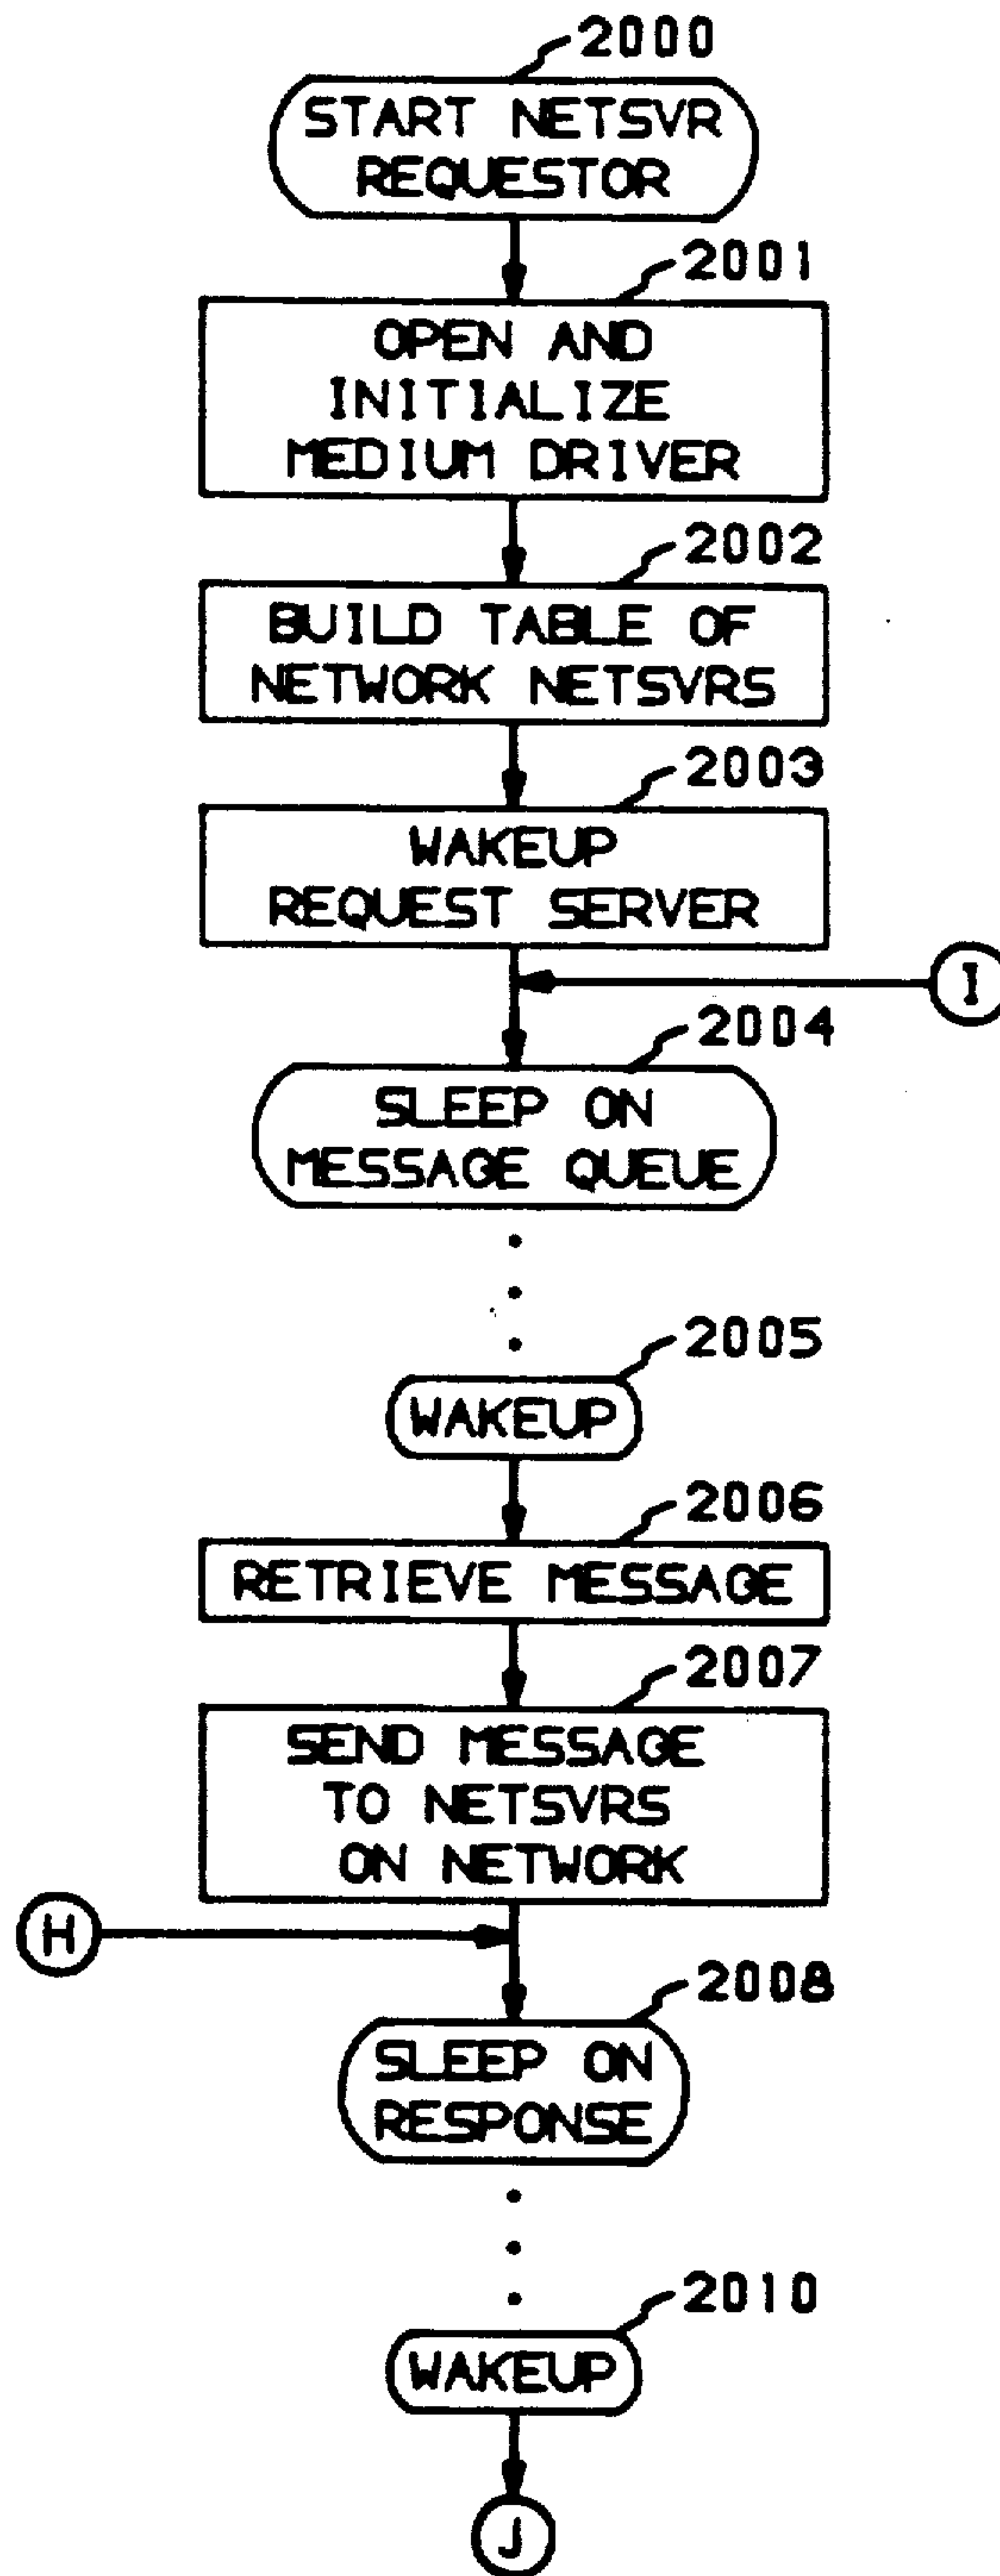 2000
START NETSVR
REQUESTOR
2001
OPEN AND
INITIALIZE
MEDIUM DRIVER
2002
BUILD TABLE OF
NETWORK NETSVRS
2003
WAKEUP
REQUEST SERVER
I
2004
SLEEP ON
MESSAGE QUEUE
2005
WAKEUP
2006
RETRIEVE MESSAGE
2007
SEND MESSAGE
TO NETSVRS
ON NETWORK
H
2008
SLEEP ON
RESPONSE
2010
WAKEUP
J